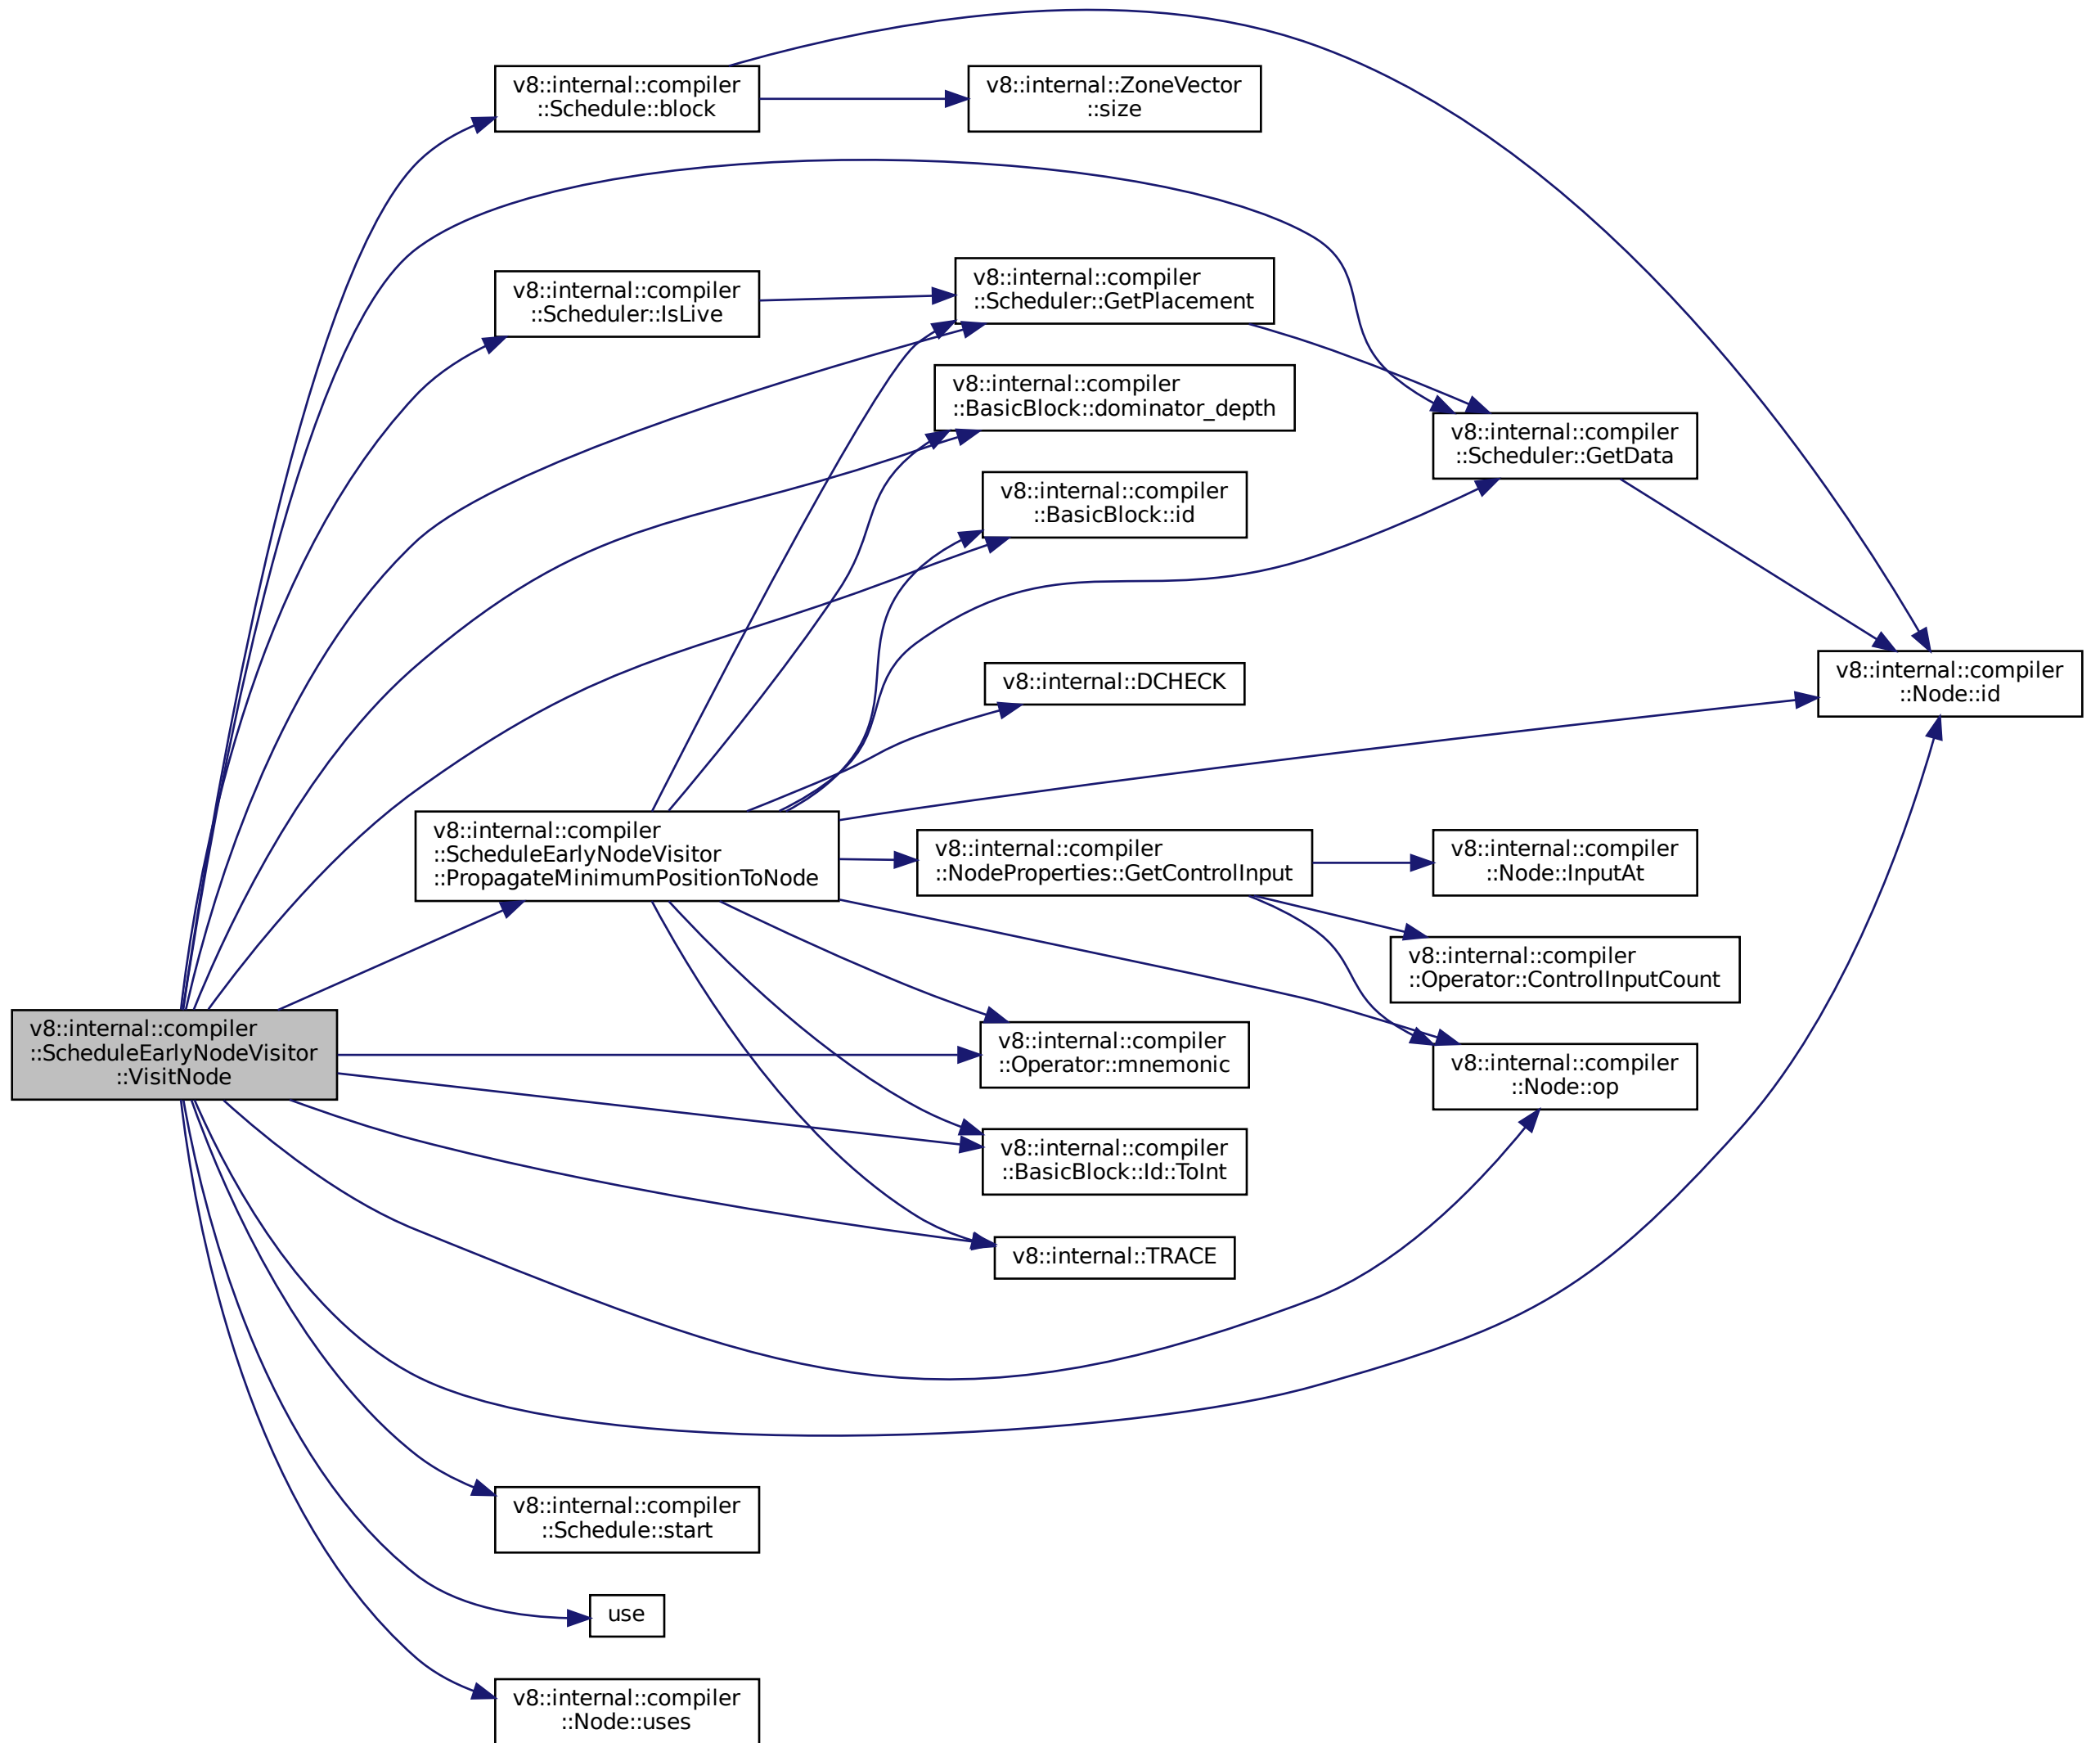 v8::internal::compiler
::Schedule::block
v8::internal::ZoneVector
::size
v8::internal::compiler
::Scheduler::IsLive
v8::internal::compiler
::Scheduler::GetPlacement
v8::internal::compiler
::BasicBlock::dominator_depth
v8::internal::compiler
::Scheduler::GetData
v8::internal::compiler
::BasicBlock::id
v8::internal::DCHECK
v8::internal::compiler
::Node::id
v8::internal::compiler
::ScheduleEarlyNodeVisitor
::PropagateMinimumPositionToNode
v8::internal::compiler
::NodeProperties::GetControlInput
v8::internal::compiler
::Node::InputAt
v8::internal::compiler
::Operator::ControlInputCount
v8::internal::compiler
::ScheduleEarlyNodeVisitor
::VisitNode
v8::internal::compiler
::Operator::mnemonic
v8::internal::compiler
::Node::op
v8::internal::compiler
::BasicBlock::Id::ToInt
v8::internal::TRACE
v8::internal::compiler
::Schedule::start
use
v8::internal::compiler
::Node::uses